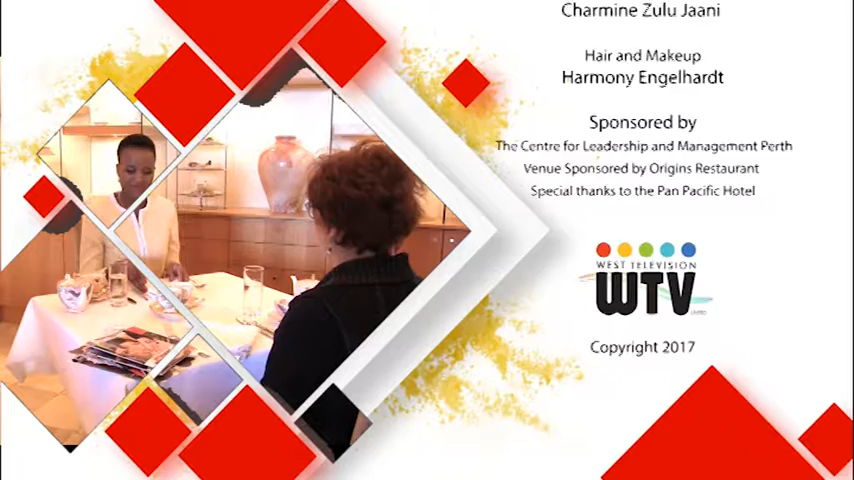 Charmine Zulu Jaani
Hair and Makeup
Harmony Engelhardt
Sponsored by
The Centre for Leadership and Management Perth
Venue Sponsored by Origins Restaurant
Special thanks to the Pan Pacific Hotel
WEST TELEVISION
WTV
Copyright 2017